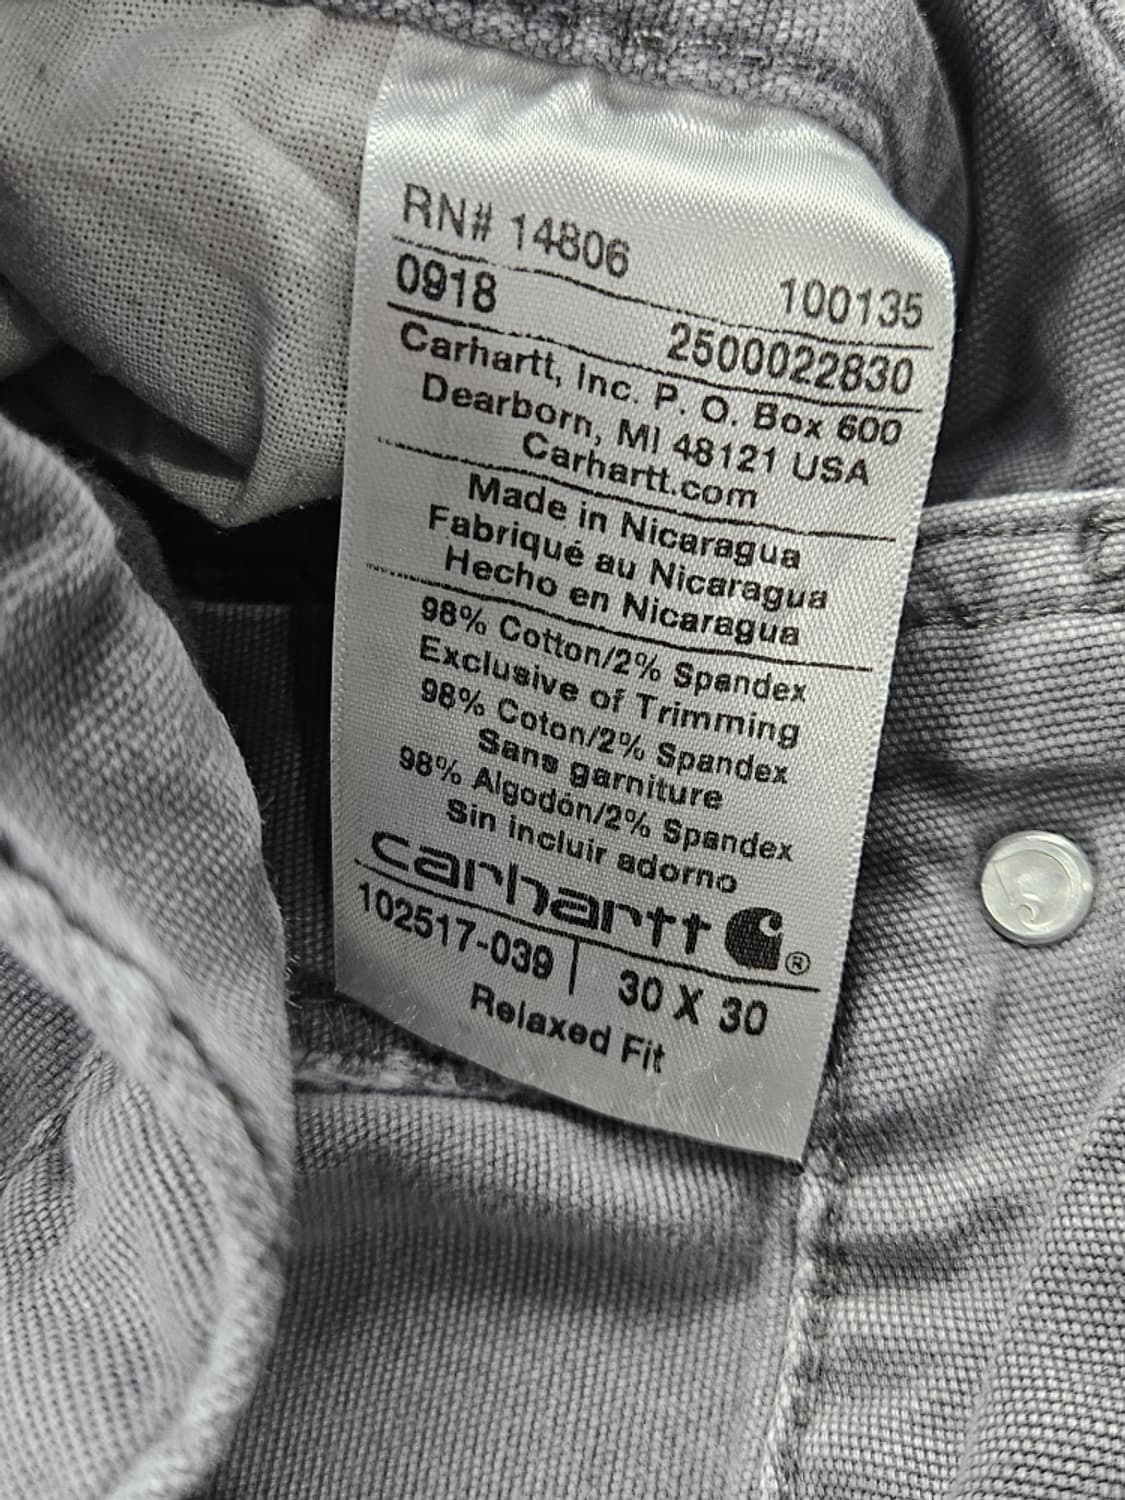 RN# 14806
100135
0918
2500022830
Carhartt, Inc. P. O. Box 600
Dearborn, MI 48121 USA
Carhartt.com
Made in Nicaragua
Fabriqué au Nicaragua
Hecho en Nicaragua
98% Cotton/2% Spandex
Exclusive of Trimming
98% Coton/2% Spandex
Sans garniture
98% Algodón/2% Spandex
Sin incluir adorno
carhartt ®
102517-039 | 30 X 30
Relaxed Fit